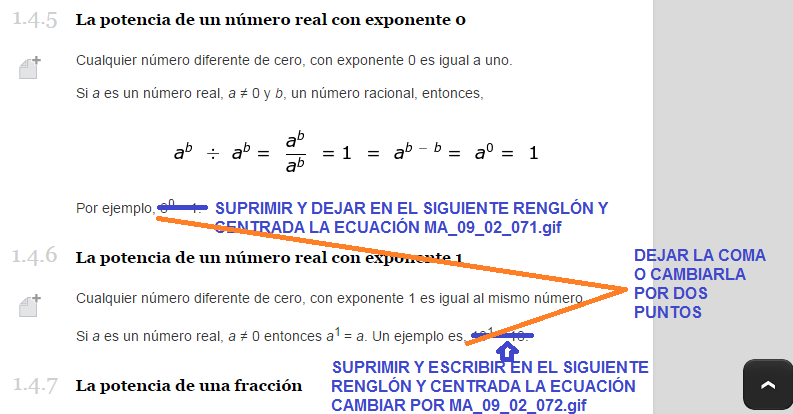 1.4.5 La potencia de un número real con exponente 0
Cualquier número diferente de cero, con exponente 0 es igual a uno.
Si a es un número real, a ≠ 0 y b, un número racional, entonces,
a^b ÷ a^b = a^b/a^b = 1 = a^(b − b) = a^0 = 1
Por ejemplo, SUPRIMIR Y DEJAR EN EL SIGUIENTE RENGLÓN Y
CENTRADA LA ECUACIÓN MA_09_02_071.gif
1.4.6 La potencia de un número real con exponente 1
DEJAR LA COMA
O CAMBIARLA
POR DOS
PUNTOS
Cualquier número diferente de cero, con exponente 1 es igual al mismo número.
Si a es un número real, a ≠ 0 entonces a^1 = a. Un ejemplo es,
SUPRIMIR Y ESCRIBIR EN EL SIGUIENTE
RENGLÓN Y CENTRADA LA ECUACIÓN
CAMBIAR POR MA_09_02_072.gif
1.4.7 La potencia de una fracción